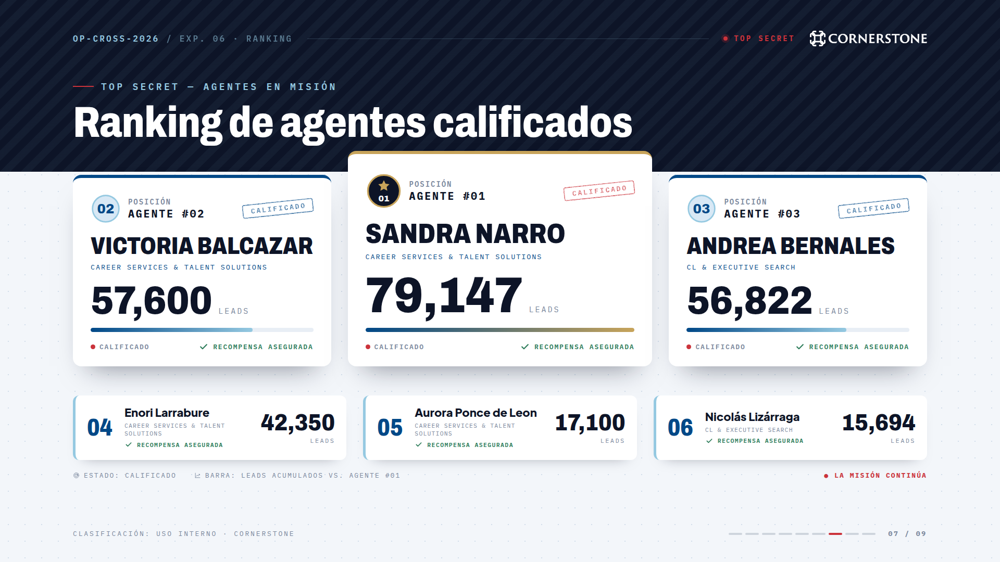 OP-CROSS-2026 / EXP. 06 · RANKING
TOP SECRET
CORNERSTONE
TOP SECRET — AGENTES EN MISIÓN
Ranking de agentes calificados
02
POSICIÓN
AGENTE #02
CALIFICADO
VICTORIA BALCAZAR
CAREER SERVICES & TALENT SOLUTIONS
57,600 LEADS
CALIFICADO
RECOMPENSA ASEGURADA
01
POSICIÓN
AGENTE #01
CALIFICADO
SANDRA NARRO
CAREER SERVICES & TALENT SOLUTIONS
79,147 LEADS
CALIFICADO
RECOMPENSA ASEGURADA
03
POSICIÓN
AGENTE #03
CALIFICADO
ANDREA BERNALES
CL & EXECUTIVE SEARCH
56,822 LEADS
CALIFICADO
RECOMPENSA ASEGURADA
04
Enori Larrabure
CAREER SERVICES & TALENT
SOLUTIONS
RECOMPENSA ASEGURADA
42,350
LEADS
05
Aurora Ponce de Leon
CAREER SERVICES & TALENT
SOLUTIONS
RECOMPENSA ASEGURADA
17,100
LEADS
06
Nicolás Lizárraga
CL & EXECUTIVE SEARCH
RECOMPENSA ASEGURADA
15,694
LEADS
ESTADO: CALIFICADO
BARRA: LEADS ACUMULADOS VS. AGENTE #01
LA MISIÓN CONTINÚA
CLASIFICACIÓN: USO INTERNO · CORNERSTONE
07 / 09